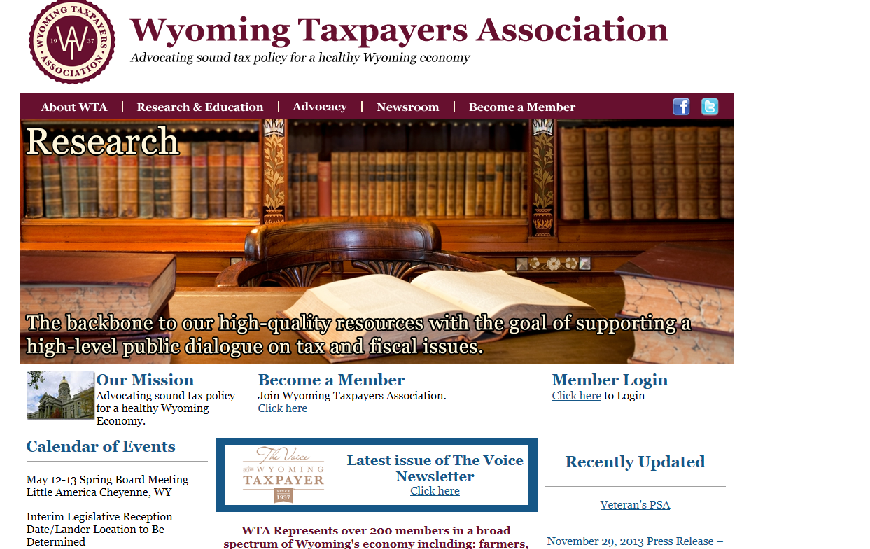 WYOMING TAXPAYERS
19 WTA 37
ASSOCIATION
Wyoming Taxpayers Association
Advocating sound tax policy for a healthy Wyoming economy
About WTA | Research & Education | Advocacy | Newsroom | Become a Member
Research
The backbone to our high-quality resources with the goal of supporting a
high-level public dialogue on tax and fiscal issues.
Our Mission
Advocating sound tax policy
for a healthy Wyoming
Economy.
Become a Member
Join Wyoming Taxpayers Association.
Click here
Member Login
Click here to Login
Calendar of Events
May 12-13 Spring Board Meeting
Little America Cheyenne, WY
Interim Legislative Reception
Date/Lander Location to Be
Determined
The Voice
of the WYOMING
TAXPAYER
SINCE
1937
Latest issue of The Voice
Newsletter
Click here
WTA Represents over 200 members in a broad
spectrum of Wyoming's economy including: farmers,
Recently Updated
Veteran's PSA
November 29, 2013 Press Release –